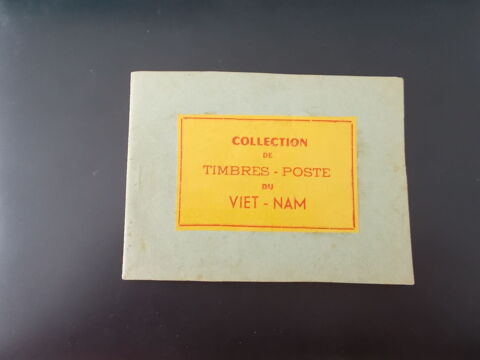 COLLECTION
DE
TIMBRES - POSTE
DU
VIET - NAM